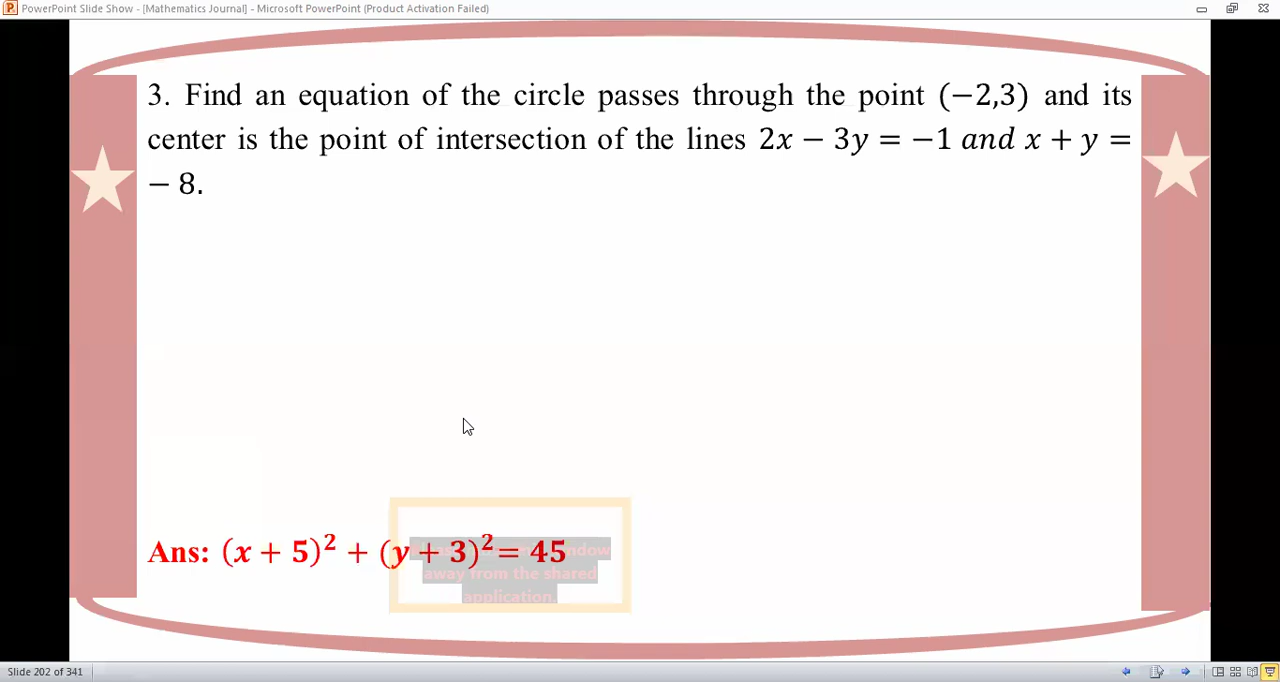 PowerPoint Slide Show - [Mathematics Journal] - Microsoft PowerPoint (Product Activation Failed)
3. Find an equation of the circle passes through the point (−2,3) and its
center is the point of intersection of the lines 2x − 3y = −1 and x + y =
− 8.
Ans: (x + 5)² + (y + 3)² = 45
away from the shared
application.
Slide 202 of 341